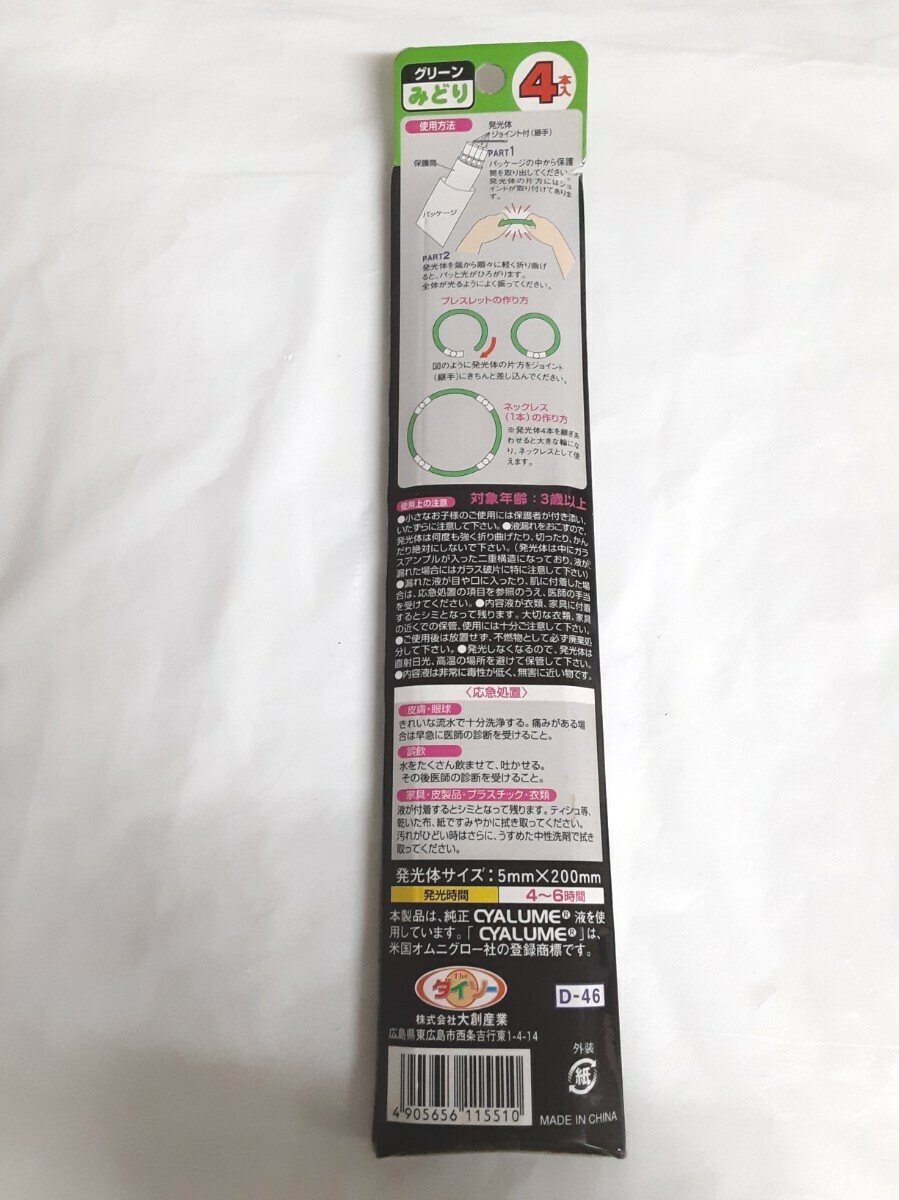 グリーン
みどり
4本入
使用方法
発光体
ジョイント付(継手)
保護筒
パッケージ
PART1
パッケージの中から保護
筒を取り出してください。
発光体の片方にはジョ
イントが取り付けてありま
す。
PART2
発光体を端から順々に軽く折り曲げ
ると、パッと光がひろがります。
全体が光るようによく振ってください。
ブレスレットの作り方
図のように発光体の片方をジョイント
(継手)にきちんと差し込んでください。
ネックレス
(1本)の作り方
※発光体4本を継ぎあ
わせると大きな輪にな
り、ネックレスとして使
えます。
使用上の注意
対象年齢:3歳以上
●小さなお子様のご使用には保護者が付き添い、
いたずらに注意して下さい。●液漏れをおこすので、
発光体は何度も強く折り曲げたり、切ったり、かん
だり絶対にしないで下さい。(発光体は中にガラ
スアンプルが入った二重構造になっており、液が
漏れた場合にはガラス破片に特に注意して下さい)
●漏れた液が目や口に入ったり、肌に付着した場
合は、応急処置の項目を参照のうえ、医師の手当
を受けてください。●内容液が衣類、家具に付着
するとシミとなって残ります。大切な衣類、家具
の近くでの保管、使用には十分ご注意して下さい。
●ご使用後は放置せず、不燃物として必ず廃棄処
分して下さい。●発光しなくなるので、発光体は
直射日光、高温の場所を避けて保管して下さい。
●内容液は非常に毒性が低く、無害に近い物です。
〈応急処置〉
皮膚・眼球
きれいな流水で十分洗浄する。痛みがある場
合は早急に医師の診断を受けること。
誤飲
水をたくさん飲ませて、吐かせる。
その後医師の診断を受けること。
家具・皮製品・プラスチック・衣類
液が付着するとシミとなって残ります。ティシュ等、
乾いた布、紙ですみやかに拭き取ってください。
汚れがひどい時はさらに、うすめた中性洗剤で拭き
取ってください。
発光体サイズ:5mm×200mm
発光時間 4〜6時間
本製品は、純正 CYALUME® 液を使
用しています。「CYALUME®」は、
米国オムニグロー社の登録商標です。
The
ダイソー
D-46
株式会社大創産業
広島県東広島市西条吉行東1-4-14
外装
紙
4 905656 115510
MADE IN CHINA